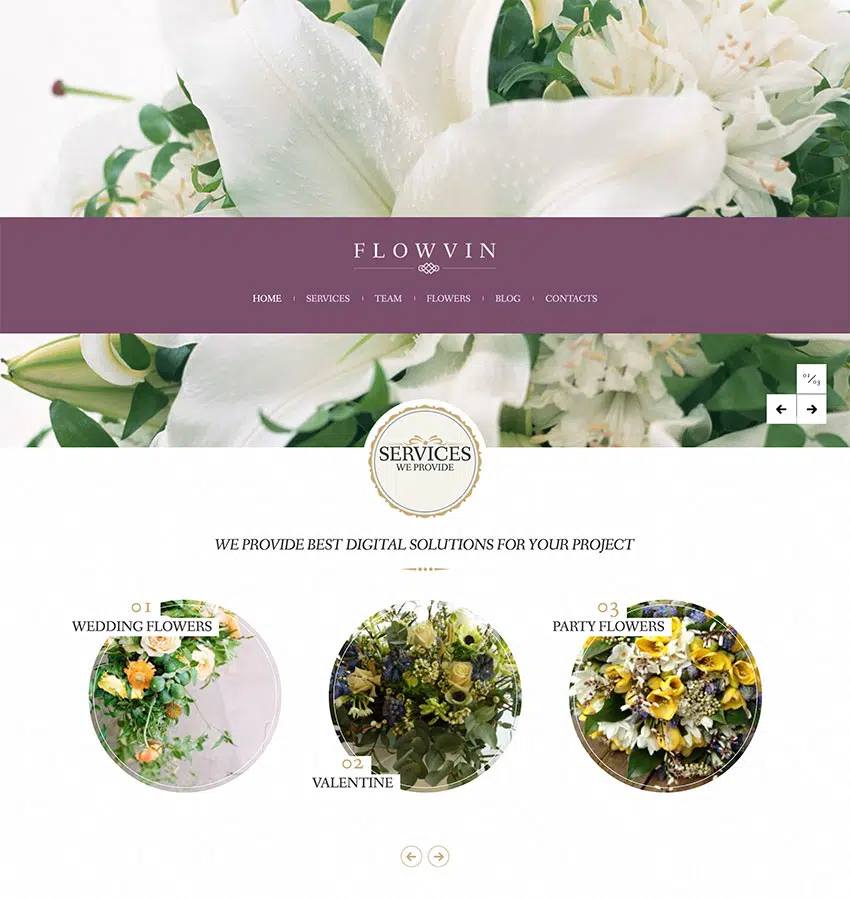 FLOWVIN
HOME SERVICES TEAM FLOWERS BLOG CONTACTS
01/03
SERVICES
WE PROVIDE
WE PROVIDE BEST DIGITAL SOLUTIONS FOR YOUR PROJECT
01
WEDDING FLOWERS
02
VALENTINE
03
PARTY FLOWERS